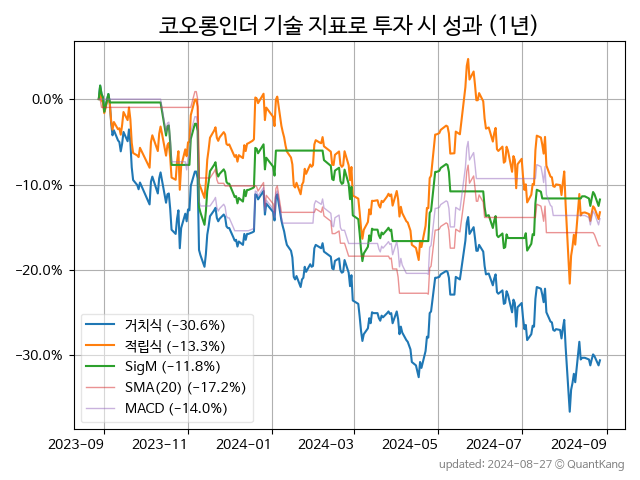 코오롱인더 기술 지표로 투자 시 성과 (1년)
0.0%
−10.0%
−20.0%
−30.0%
거치식 (−30.6%)
적립식 (−13.3%)
SigM (−11.8%)
SMA(20) (−17.2%)
MACD (−14.0%)
2023-09 2023-11 2024-01 2024-03 2024-05 2024-07 2024-09
updated: 2024-08-27 © QuantKang